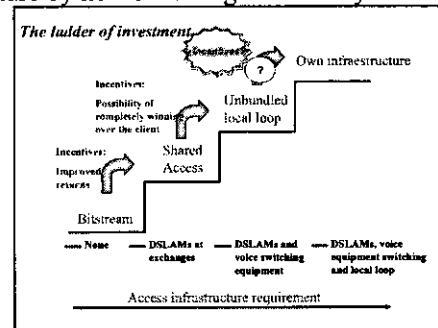 The ladder of investment
Incentives
?
Own infrastructure
Incentives:
Possibility of
completely winning
over the client
Unbundled
local loop
Incentives:
Improved
returns
Shared
Access
Bitstream
None
DSLAMs at
exchanges
DSLAMs and
voice switching
equipment
DSLAMs, voice
equipment switching
and local loop
Access infrastructure requirement